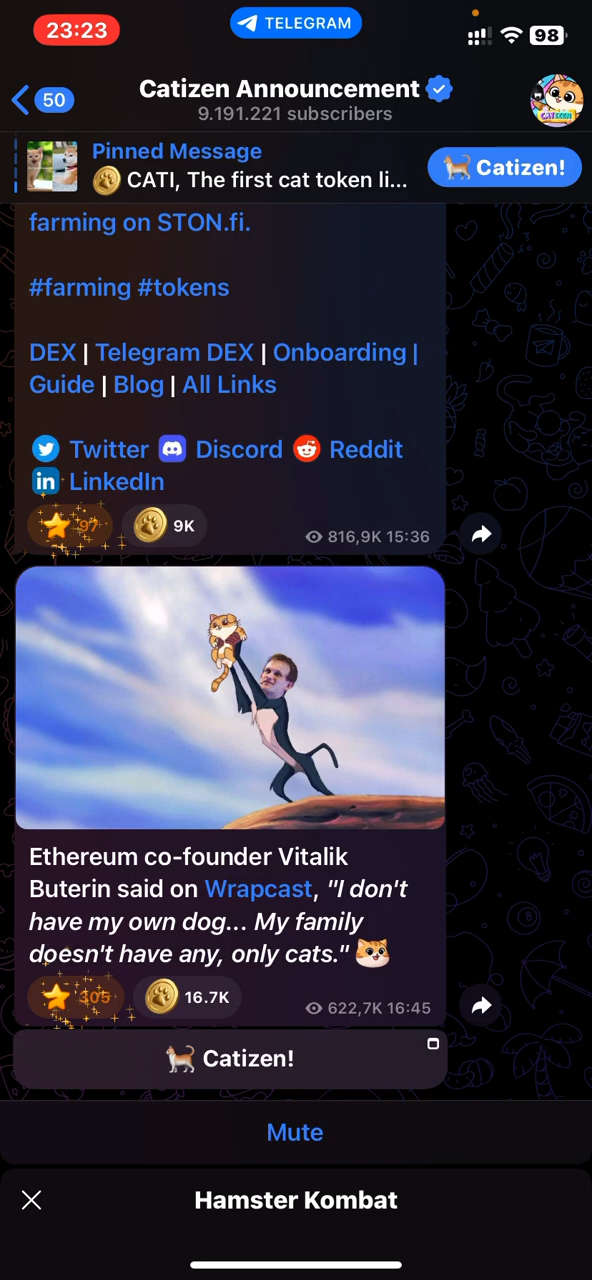 23:23
TELEGRAM
98
50
Catizen Announcement
9.191.221 subscribers
CATIZEN
Pinned Message
CATI, The first cat token li...
Catizen!
farming on STON.fi.
#farming #tokens
DEX | Telegram DEX | Onboarding |
Guide | Blog | All Links
Twitter Discord Reddit
in LinkedIn
97 9K 816,9K 15:36
Ethereum co-founder Vitalik
Buterin said on Wrapcast, "I don't
have my own dog... My family
doesn't have any, only cats."
305 16.7K 622,7K 16:45
Catizen!
Mute
Hamster Kombat